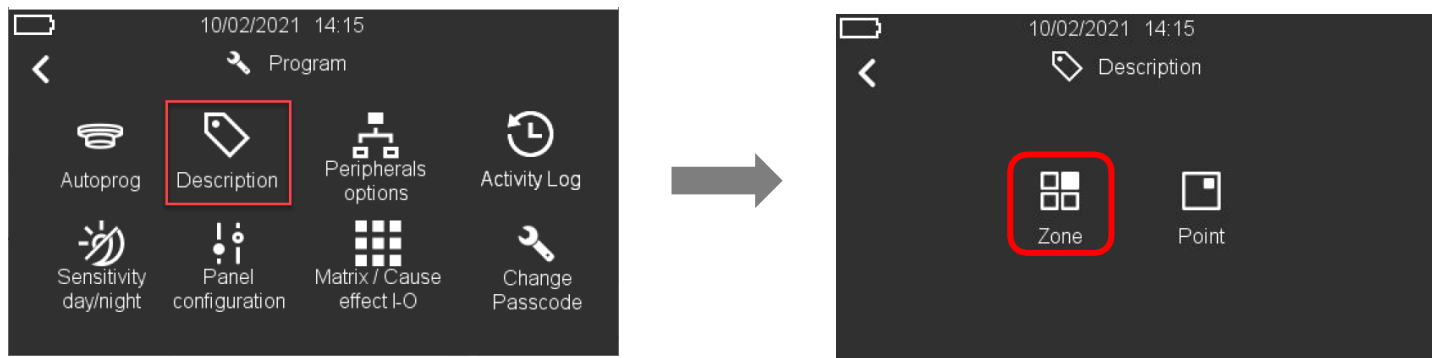 10/02/2021 14:15
Program
Autoprog
Description
Peripherals
options
Activity Log
Sensitivity
day/night
Panel
configuration
Matrix / Cause
effect I-O
Change
Passcode
10/02/2021 14:15
Description
Zone
Point